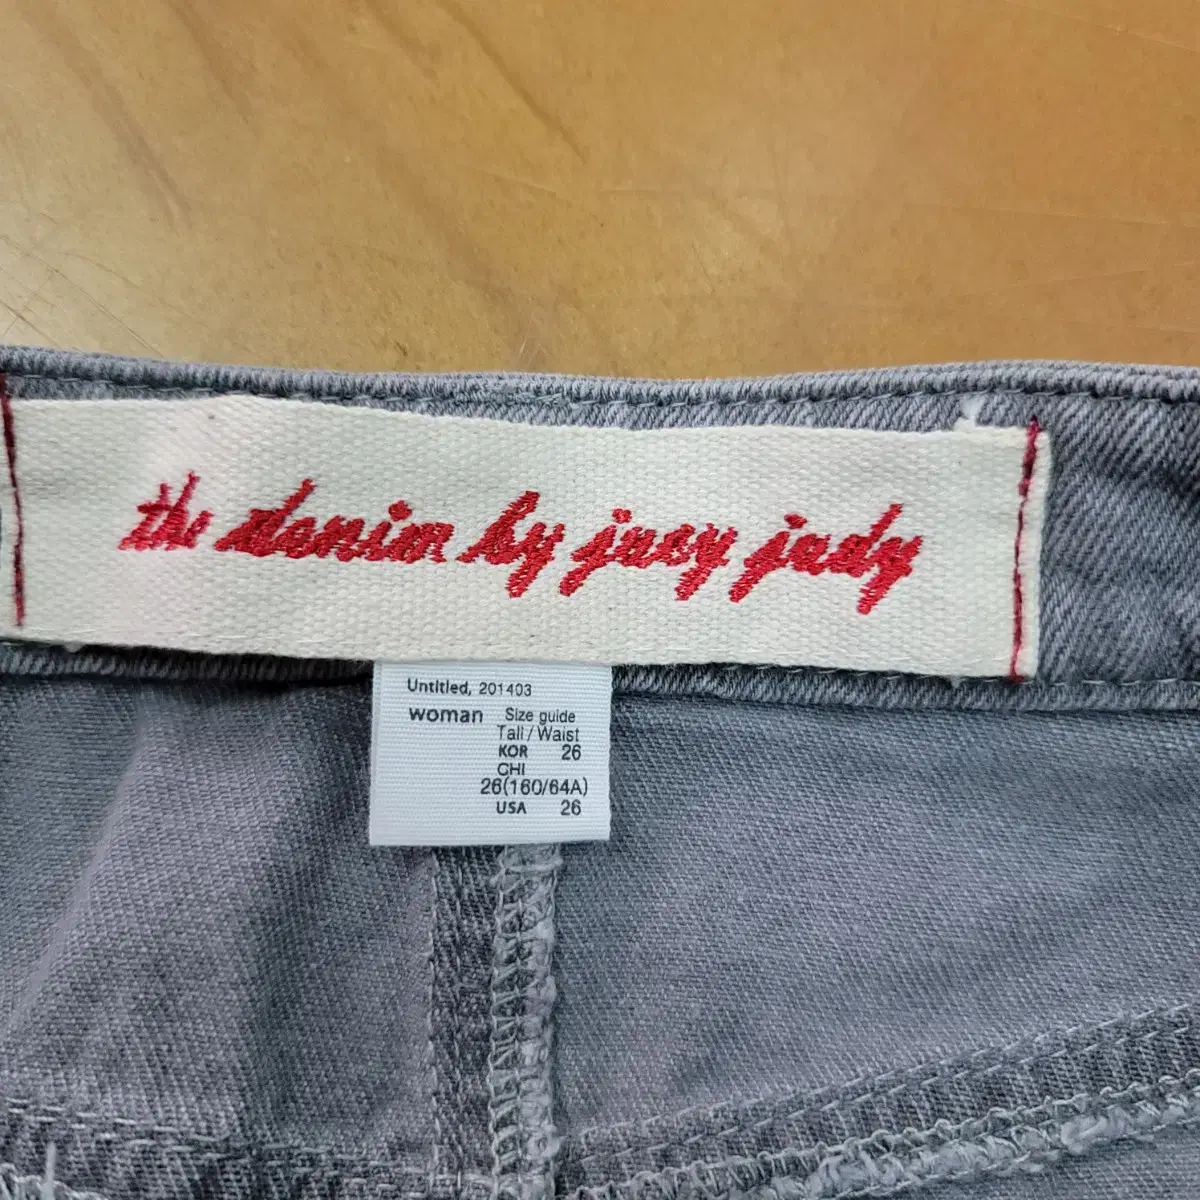 the denim by jucy judy
Untitled, 201403
woman Size guide
Tall/Waist
KOR 26
CHI
26(160/64A)
USA 26